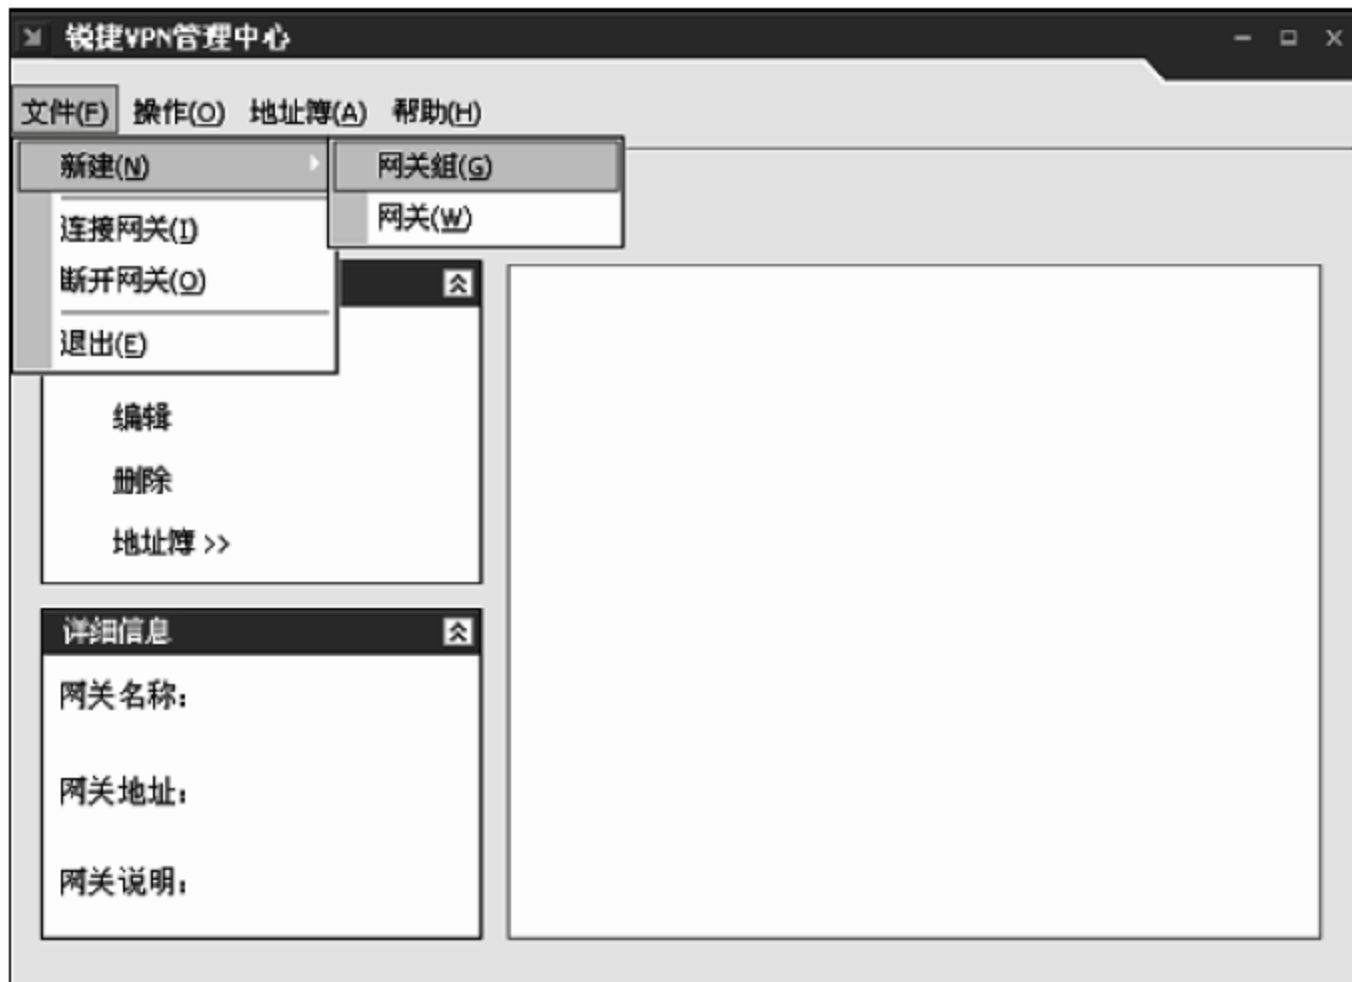 锐捷VPN管理中心
文件(F) 操作(O) 地址簿(A) 帮助(H)
新建(N)
网关组(G)
网关(W)
连接网关(I)
断开网关(O)
退出(E)
编辑
删除
地址簿 >>
详细信息
网关名称:
网关地址:
网关说明: